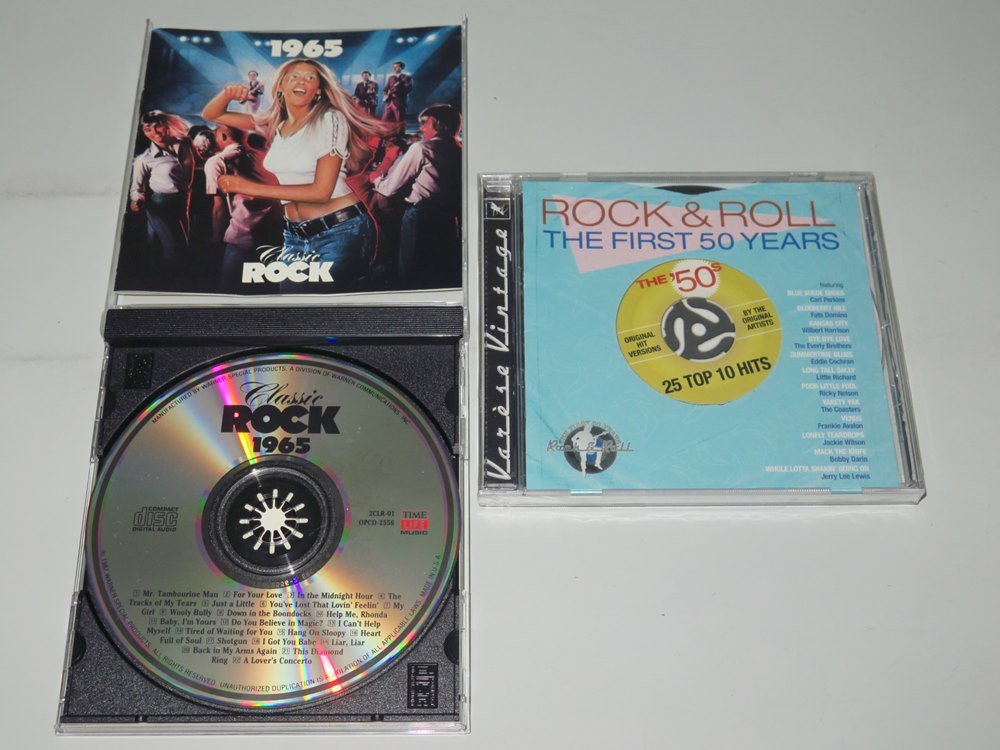 1965
Classic
ROCK
MANUFACTURED BY WARNER SPECIAL PRODUCTS. A DIVISION OF WARNER COMMUNICATIONS, INC.
Classic
ROCK
1965
COMPACT
disc
DIGITAL AUDIO
2CLR-01
OPCD-2556
TIME
LIFE
MUSIC
1 Mr. Tambourine Man 2 For Your Love 3 In the Midnight Hour 4 The
Tracks of My Tears 5 Just a Little 6 You've Lost That Lovin' Feelin' 7 My
Girl 8 Wooly Bully 9 Down in the Boondocks 10 Help Me, Rhonda
11 Baby, I'm Yours 12 Do You Believe in Magic? 13 I Can't Help
Myself 14 Tired of Waiting for You 15 Hang On Sloopy 16 Heart
Full of Soul 17 Shotgun 18 I Got You Babe 19 Liar, Liar
20 Back in My Arms Again 21 This Diamond
Ring 22 A Lover's Concerto
℗ 1987 WARNER SPECIAL PRODUCTS. ALL RIGHTS RESERVED. UNAUTHORIZED DUPLICATION IS A VIOLATION OF ALL APPLICABLE LAWS. MADE IN U.S.A.
Varèse Vintage
ROCK & ROLL
THE FIRST 50 YEARS
THE '50s
ORIGINAL
HIT
VERSIONS
BY THE
ORIGINAL
ARTISTS
25 TOP 10 HITS
Rock & Roll
featuring
BLUE SUEDE SHOES
Carl Perkins
BLUEBERRY HILL
Fats Domino
KANSAS CITY
Wilbert Harrison
BYE BYE LOVE
The Everly Brothers
SUMMERTIME BLUES
Eddie Cochran
LONG TALL SALLY
Little Richard
POOR LITTLE FOOL
Ricky Nelson
YAKETY YAK
The Coasters
VENUS
Frankie Avalon
LONELY TEARDROPS
Jackie Wilson
MACK THE KNIFE
Bobby Darin
WHOLE LOTTA SHAKIN' GOING ON
Jerry Lee Lewis